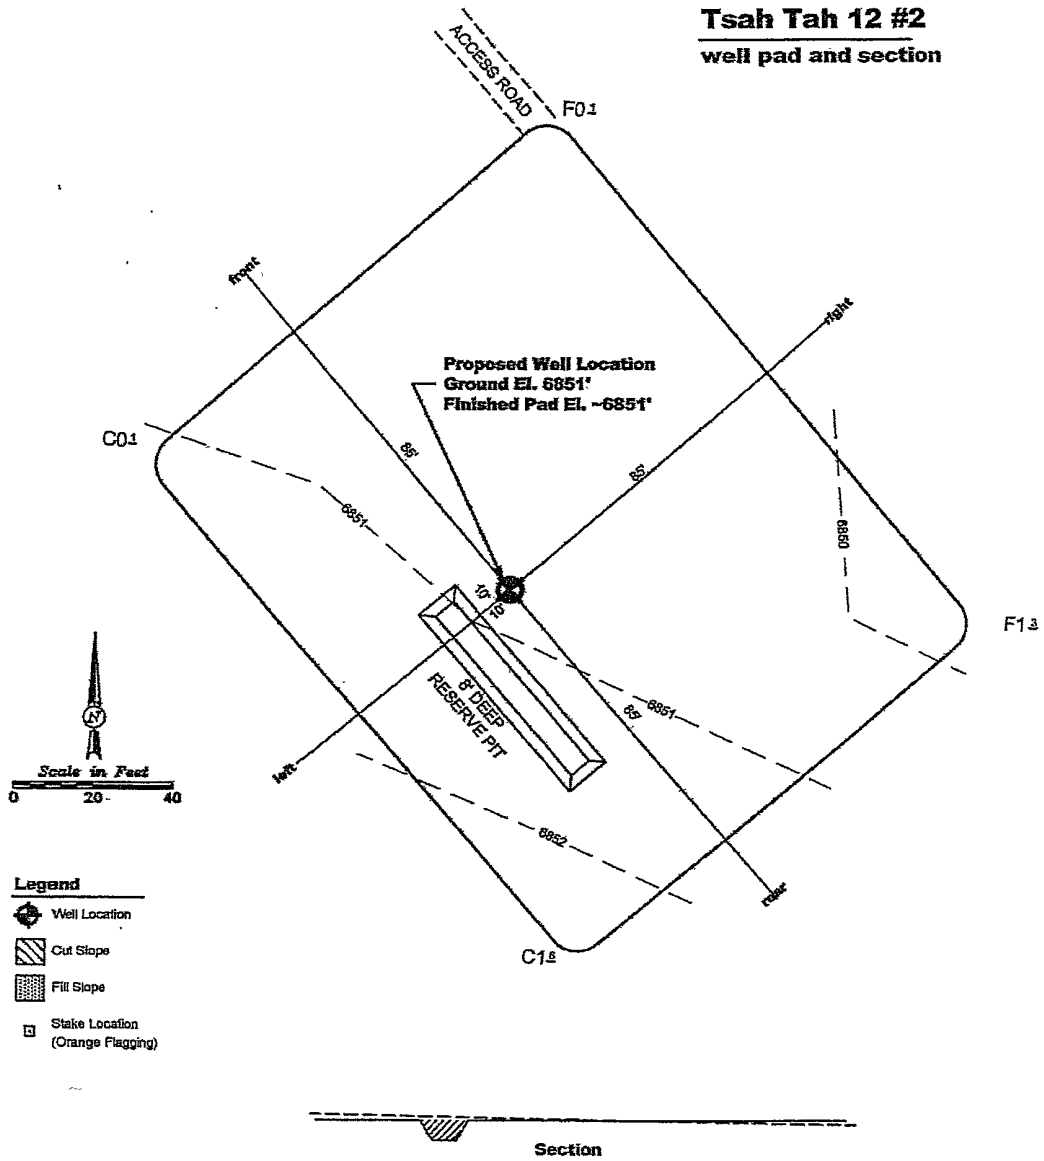 Tsah Tah 12 #2
well pad and section
ACCESS ROAD
F0.1
front
right
Proposed Well Location
Ground El. 6851'
Finished Pad El. ~6851'
C0.1
85'
85'
6851
6850
10'
10'
F1.3
8' DEEP
RESERVE PIT
6851
85'
N
left
Scale in Feet
0 20 40
6852
rear
Legend
Well Location
Cut Slope
Fill Slope
Stake Location
(Orange Flagging)
C1.6
Section